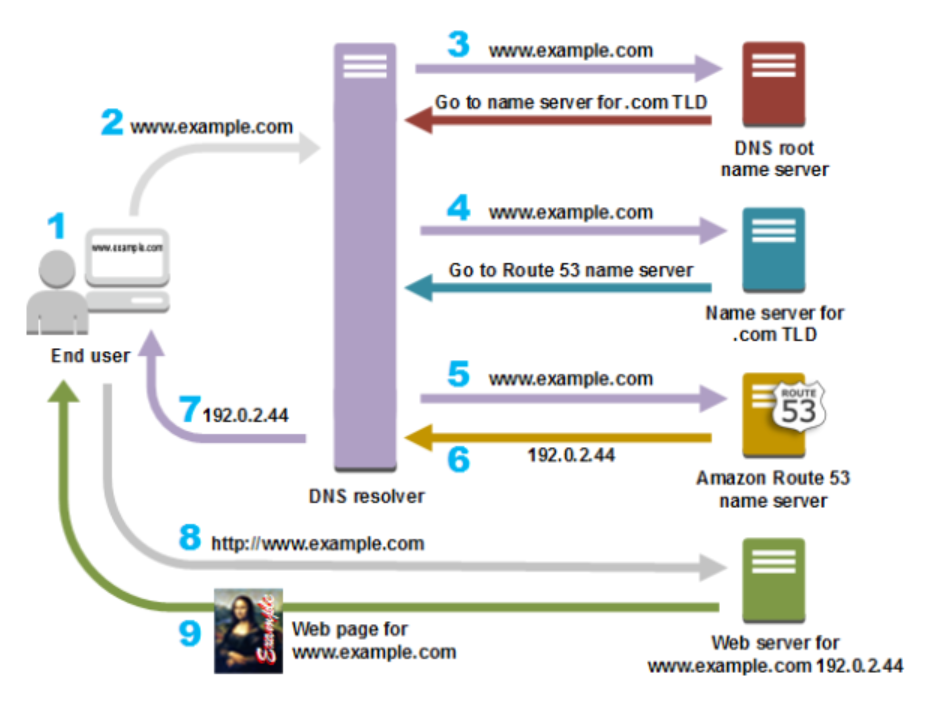 3 www.example.com
Go to name server for .com TLD
DNS root
name server
2 www.example.com
1
www.example.com
End user
4 www.example.com
Go to Route 53 name server
Name server for
.com TLD
5 www.example.com
ROUTE
53
6 192.0.2.44
Amazon Route 53
name server
7 192.0.2.44
DNS resolver
8 http://www.example.com
9
Example
Web page for
www.example.com
Web server for
www.example.com 192.0.2.44